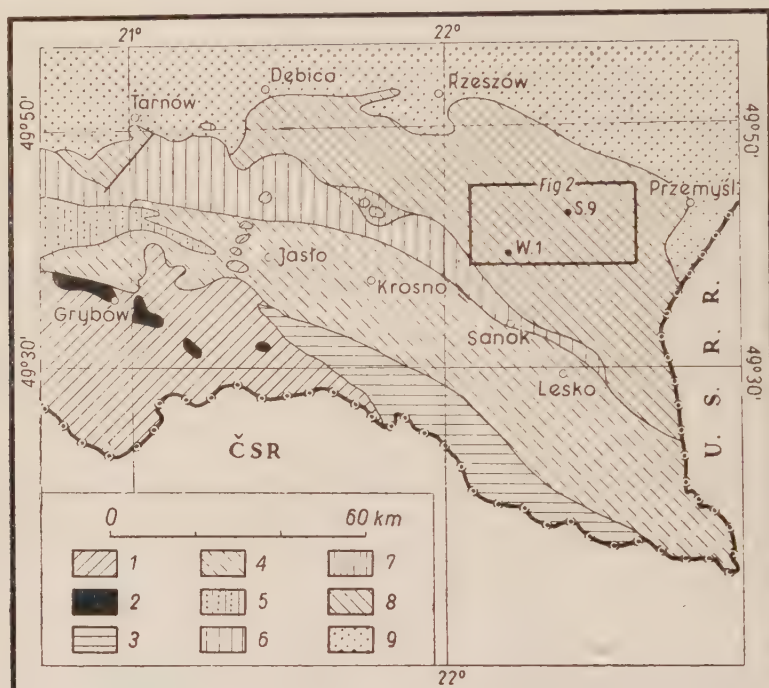 21°
22°
Dębica
Rzeszów
Tarnów
49°50'
49°50'
Fig 2
Przemyśl
S.9
W.1
Jasło
Krosno
Grybów
Sanok
49°30'
49°30'
Lesko
U. S. R. R.
ČSR
0 60 km
1 4 7
2 5 8
3 6 9
22°